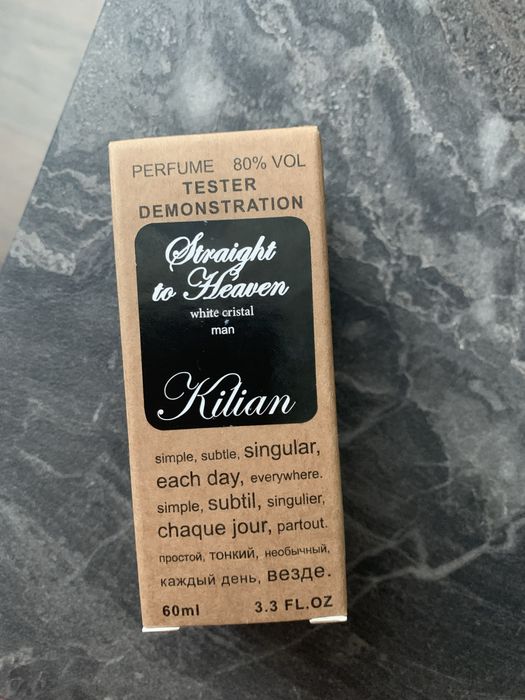 PERFUME 80% VOL
TESTER
DEMONSTRATION
Straight
to Heaven
white cristal
man
Kilian
simple, subtle, singular,
each day, everywhere.
simple, subtil, singulier,
chaque jour, partout.
простой, тонкий, необычный,
каждый день, везде.
60ml 3.3 FL.OZ